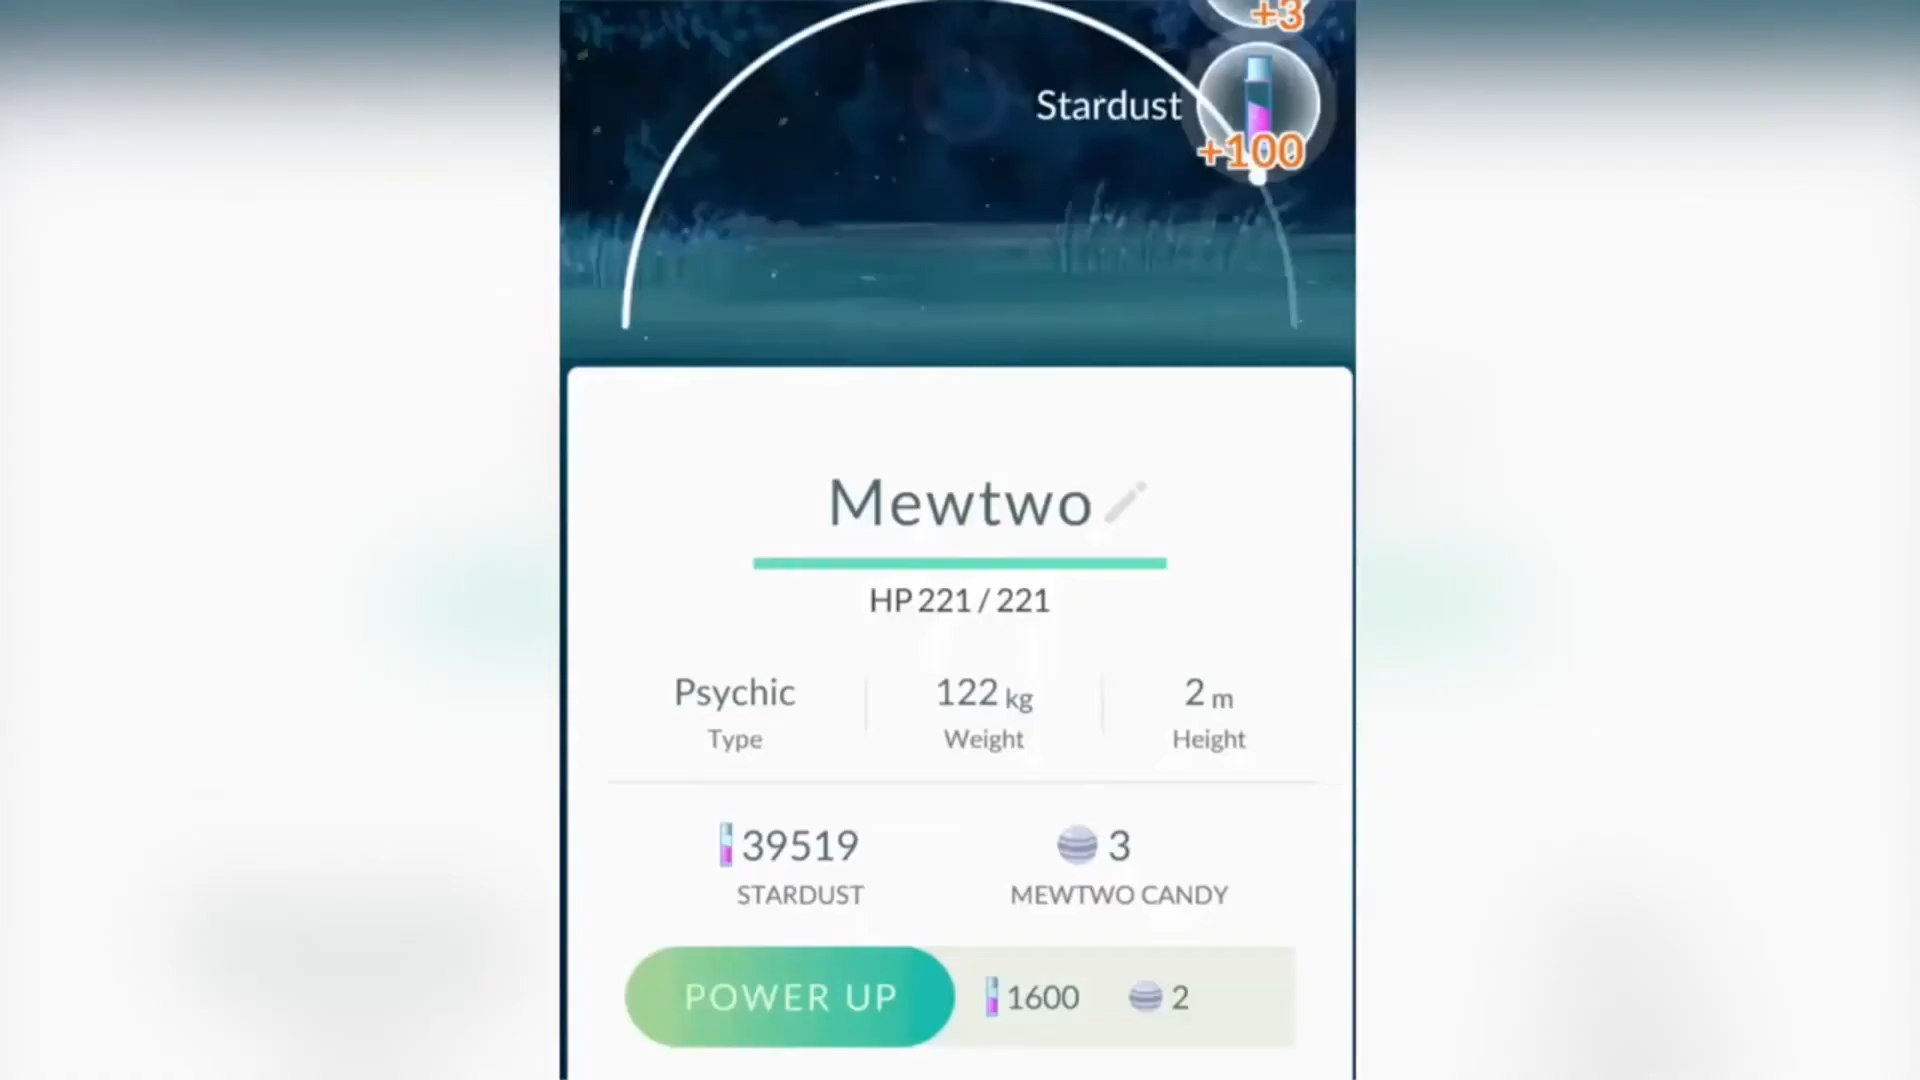 +3
Stardust
+100
Mewtwo
HP 221 / 221
Psychic 122 kg 2 m
Type Weight Height
39519 3
STARDUST MEWTWO CANDY
POWER UP 1600 2